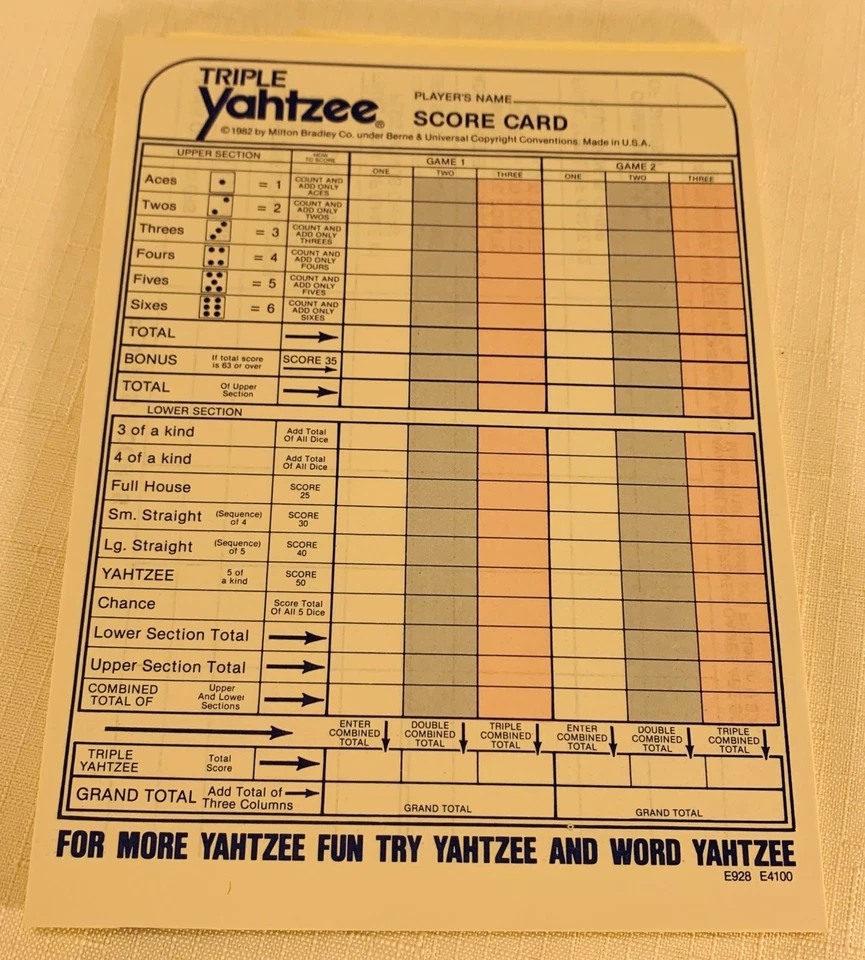 TRIPLE
Yahtzee®
PLAYER'S NAME
SCORE CARD
©1982 by Milton Bradley Co. under Berne & Universal Copyright Conventions. Made in U.S.A.
UPPER SECTION HOW TO SCORE GAME 1 GAME 2
ONE TWO THREE ONE TWO THREE
Aces = 1 COUNT AND ADD ONLY ACES
Twos = 2 COUNT AND ADD ONLY TWOS
Threes = 3 COUNT AND ADD ONLY THREES
Fours = 4 COUNT AND ADD ONLY FOURS
Fives = 5 COUNT AND ADD ONLY FIVES
Sixes = 6 COUNT AND ADD ONLY SIXES
TOTAL
BONUS If total score is 63 or over SCORE 35
TOTAL Of Upper Section
LOWER SECTION
3 of a kind Add Total Of All Dice
4 of a kind Add Total Of All Dice
Full House SCORE 25
Sm. Straight (Sequence) of 4 SCORE 30
Lg. Straight (Sequence) of 5 SCORE 40
YAHTZEE 5 of a kind SCORE 50
Chance Score Total Of All 5 Dice
Lower Section Total
Upper Section Total
COMBINED TOTAL OF Upper And Lower Sections
ENTER COMBINED TOTAL DOUBLE COMBINED TOTAL TRIPLE COMBINED TOTAL ENTER COMBINED TOTAL DOUBLE COMBINED TOTAL TRIPLE COMBINED TOTAL
TRIPLE YAHTZEE Total Score
GRAND TOTAL Add Total of Three Columns GRAND TOTAL GRAND TOTAL
FOR MORE YAHTZEE FUN TRY YAHTZEE AND WORD YAHTZEE
E928 E4100